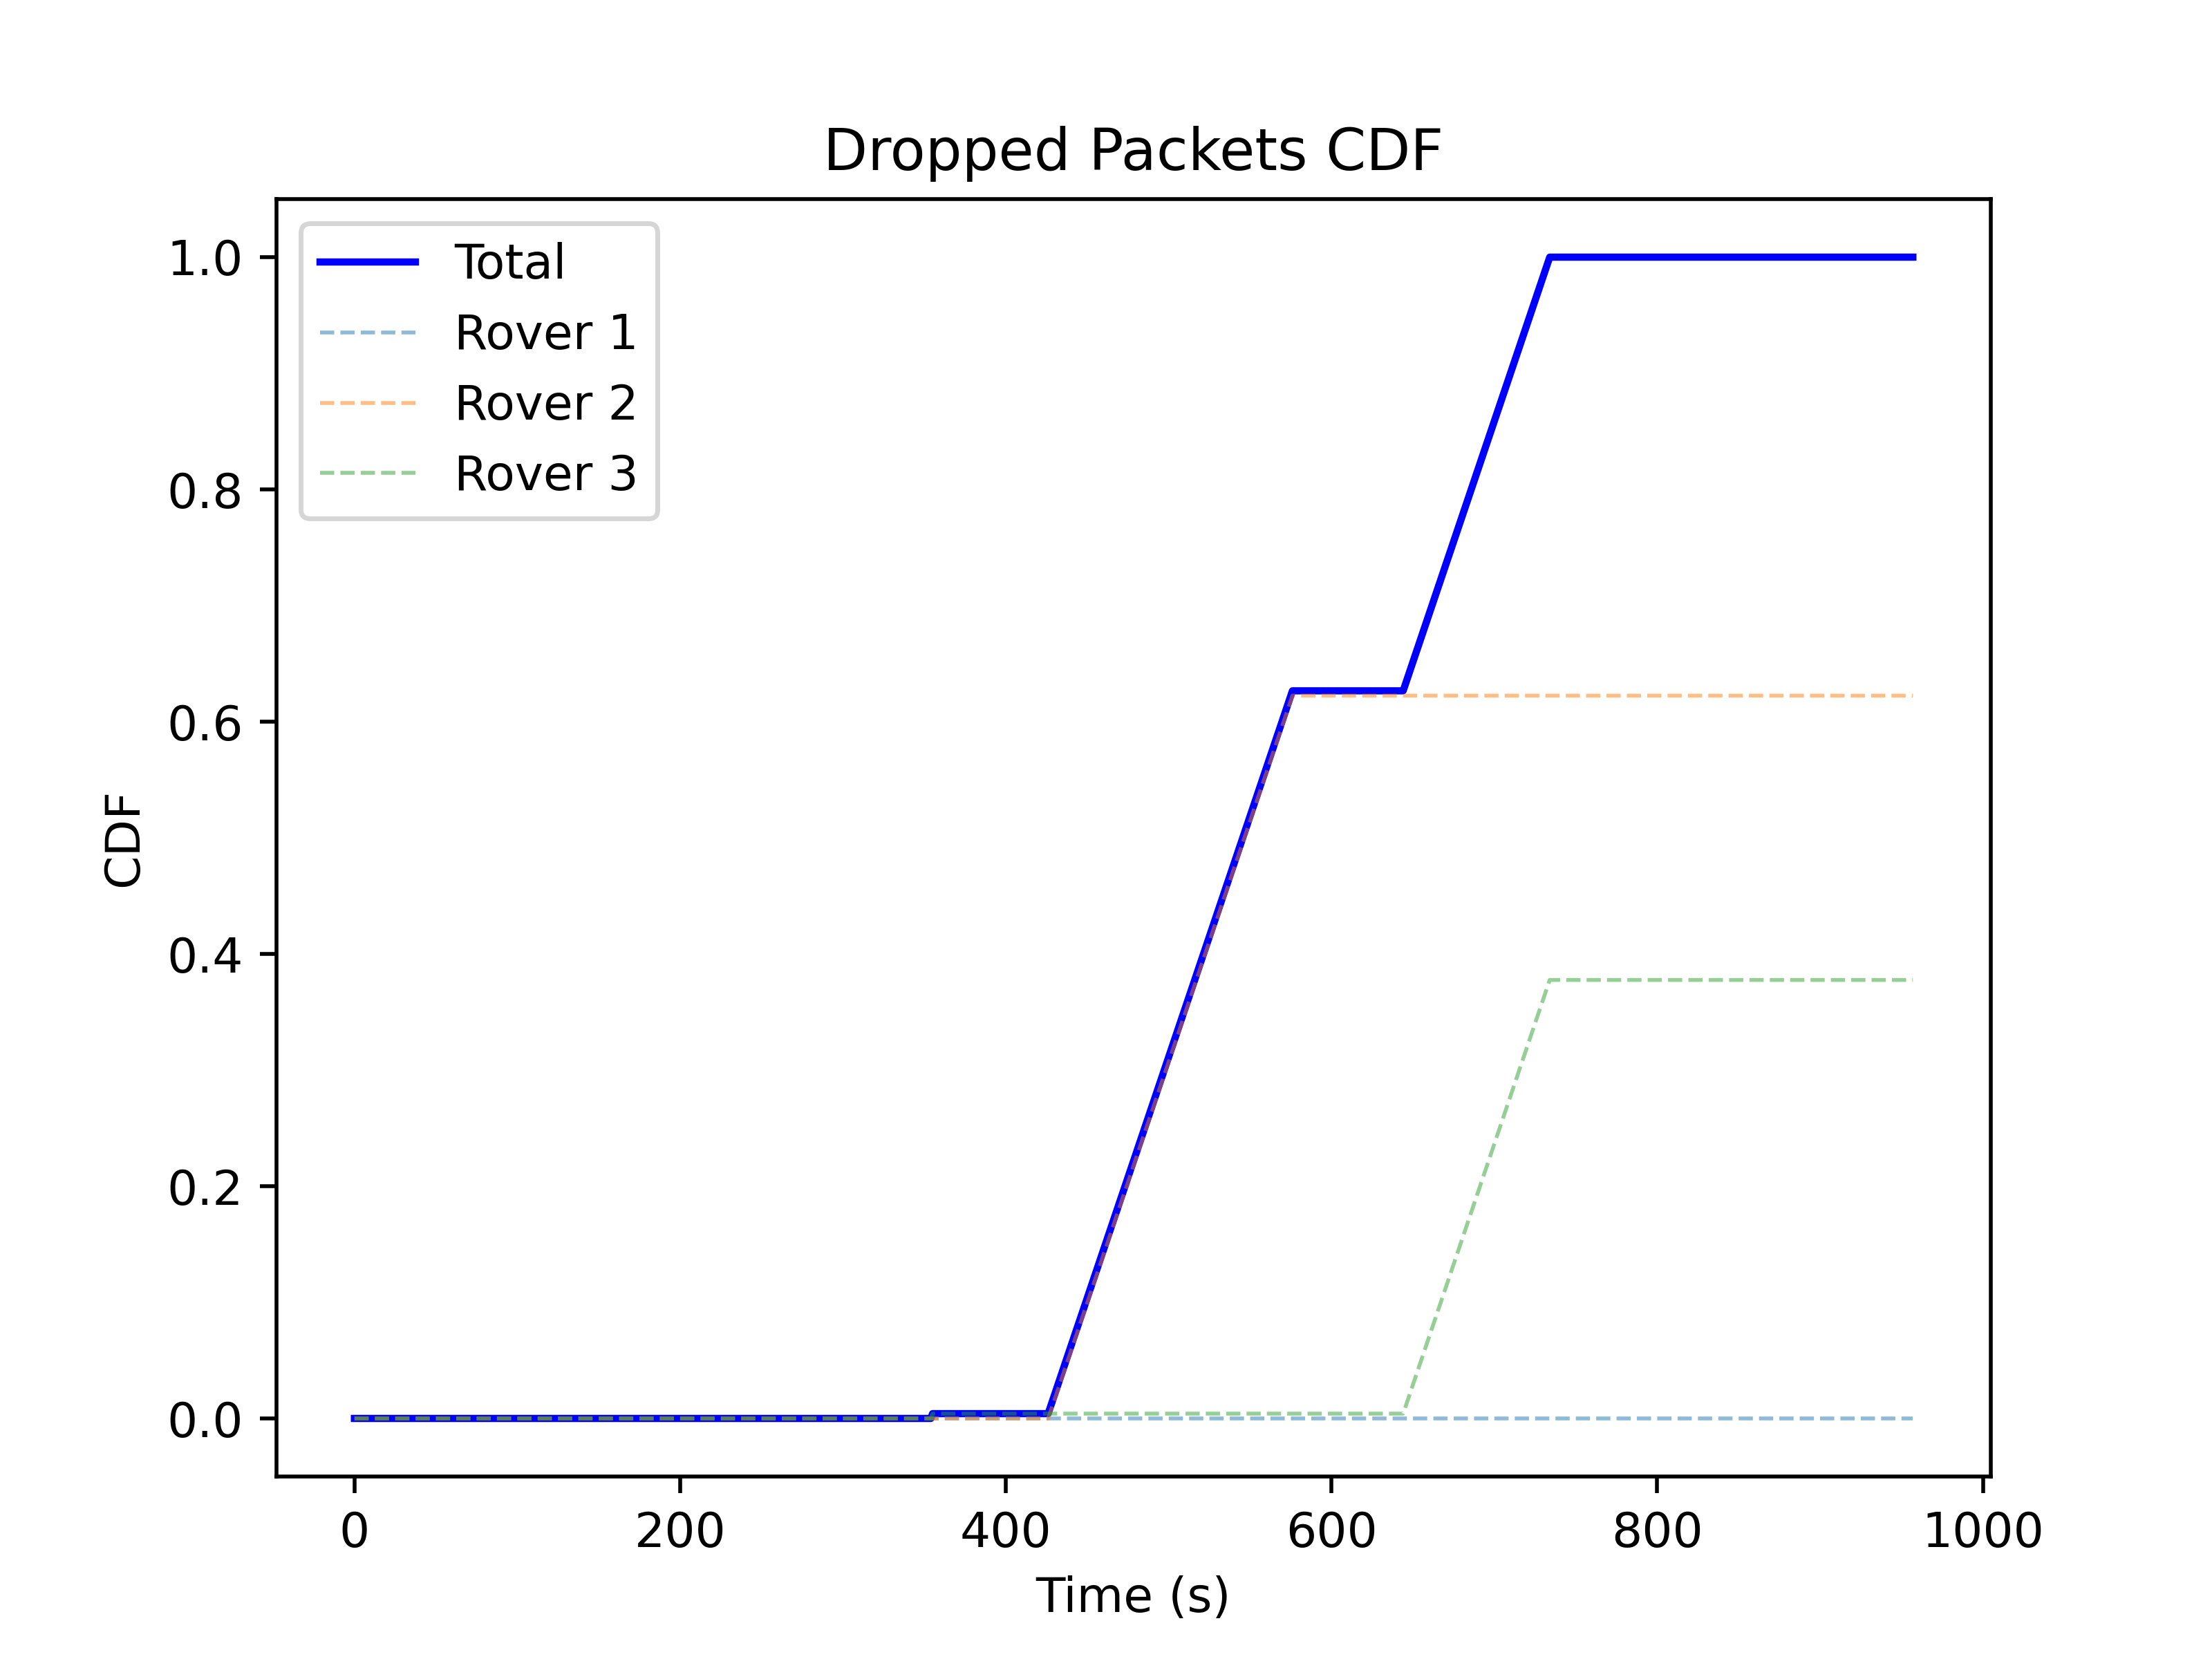 Dropped Packets CDF
Total
Rover 1
Rover 2
Rover 3
1.0
0.8
0.6
0.4
0.2
0.0
CDF
0 200 400 600 800 1000
Time (s)